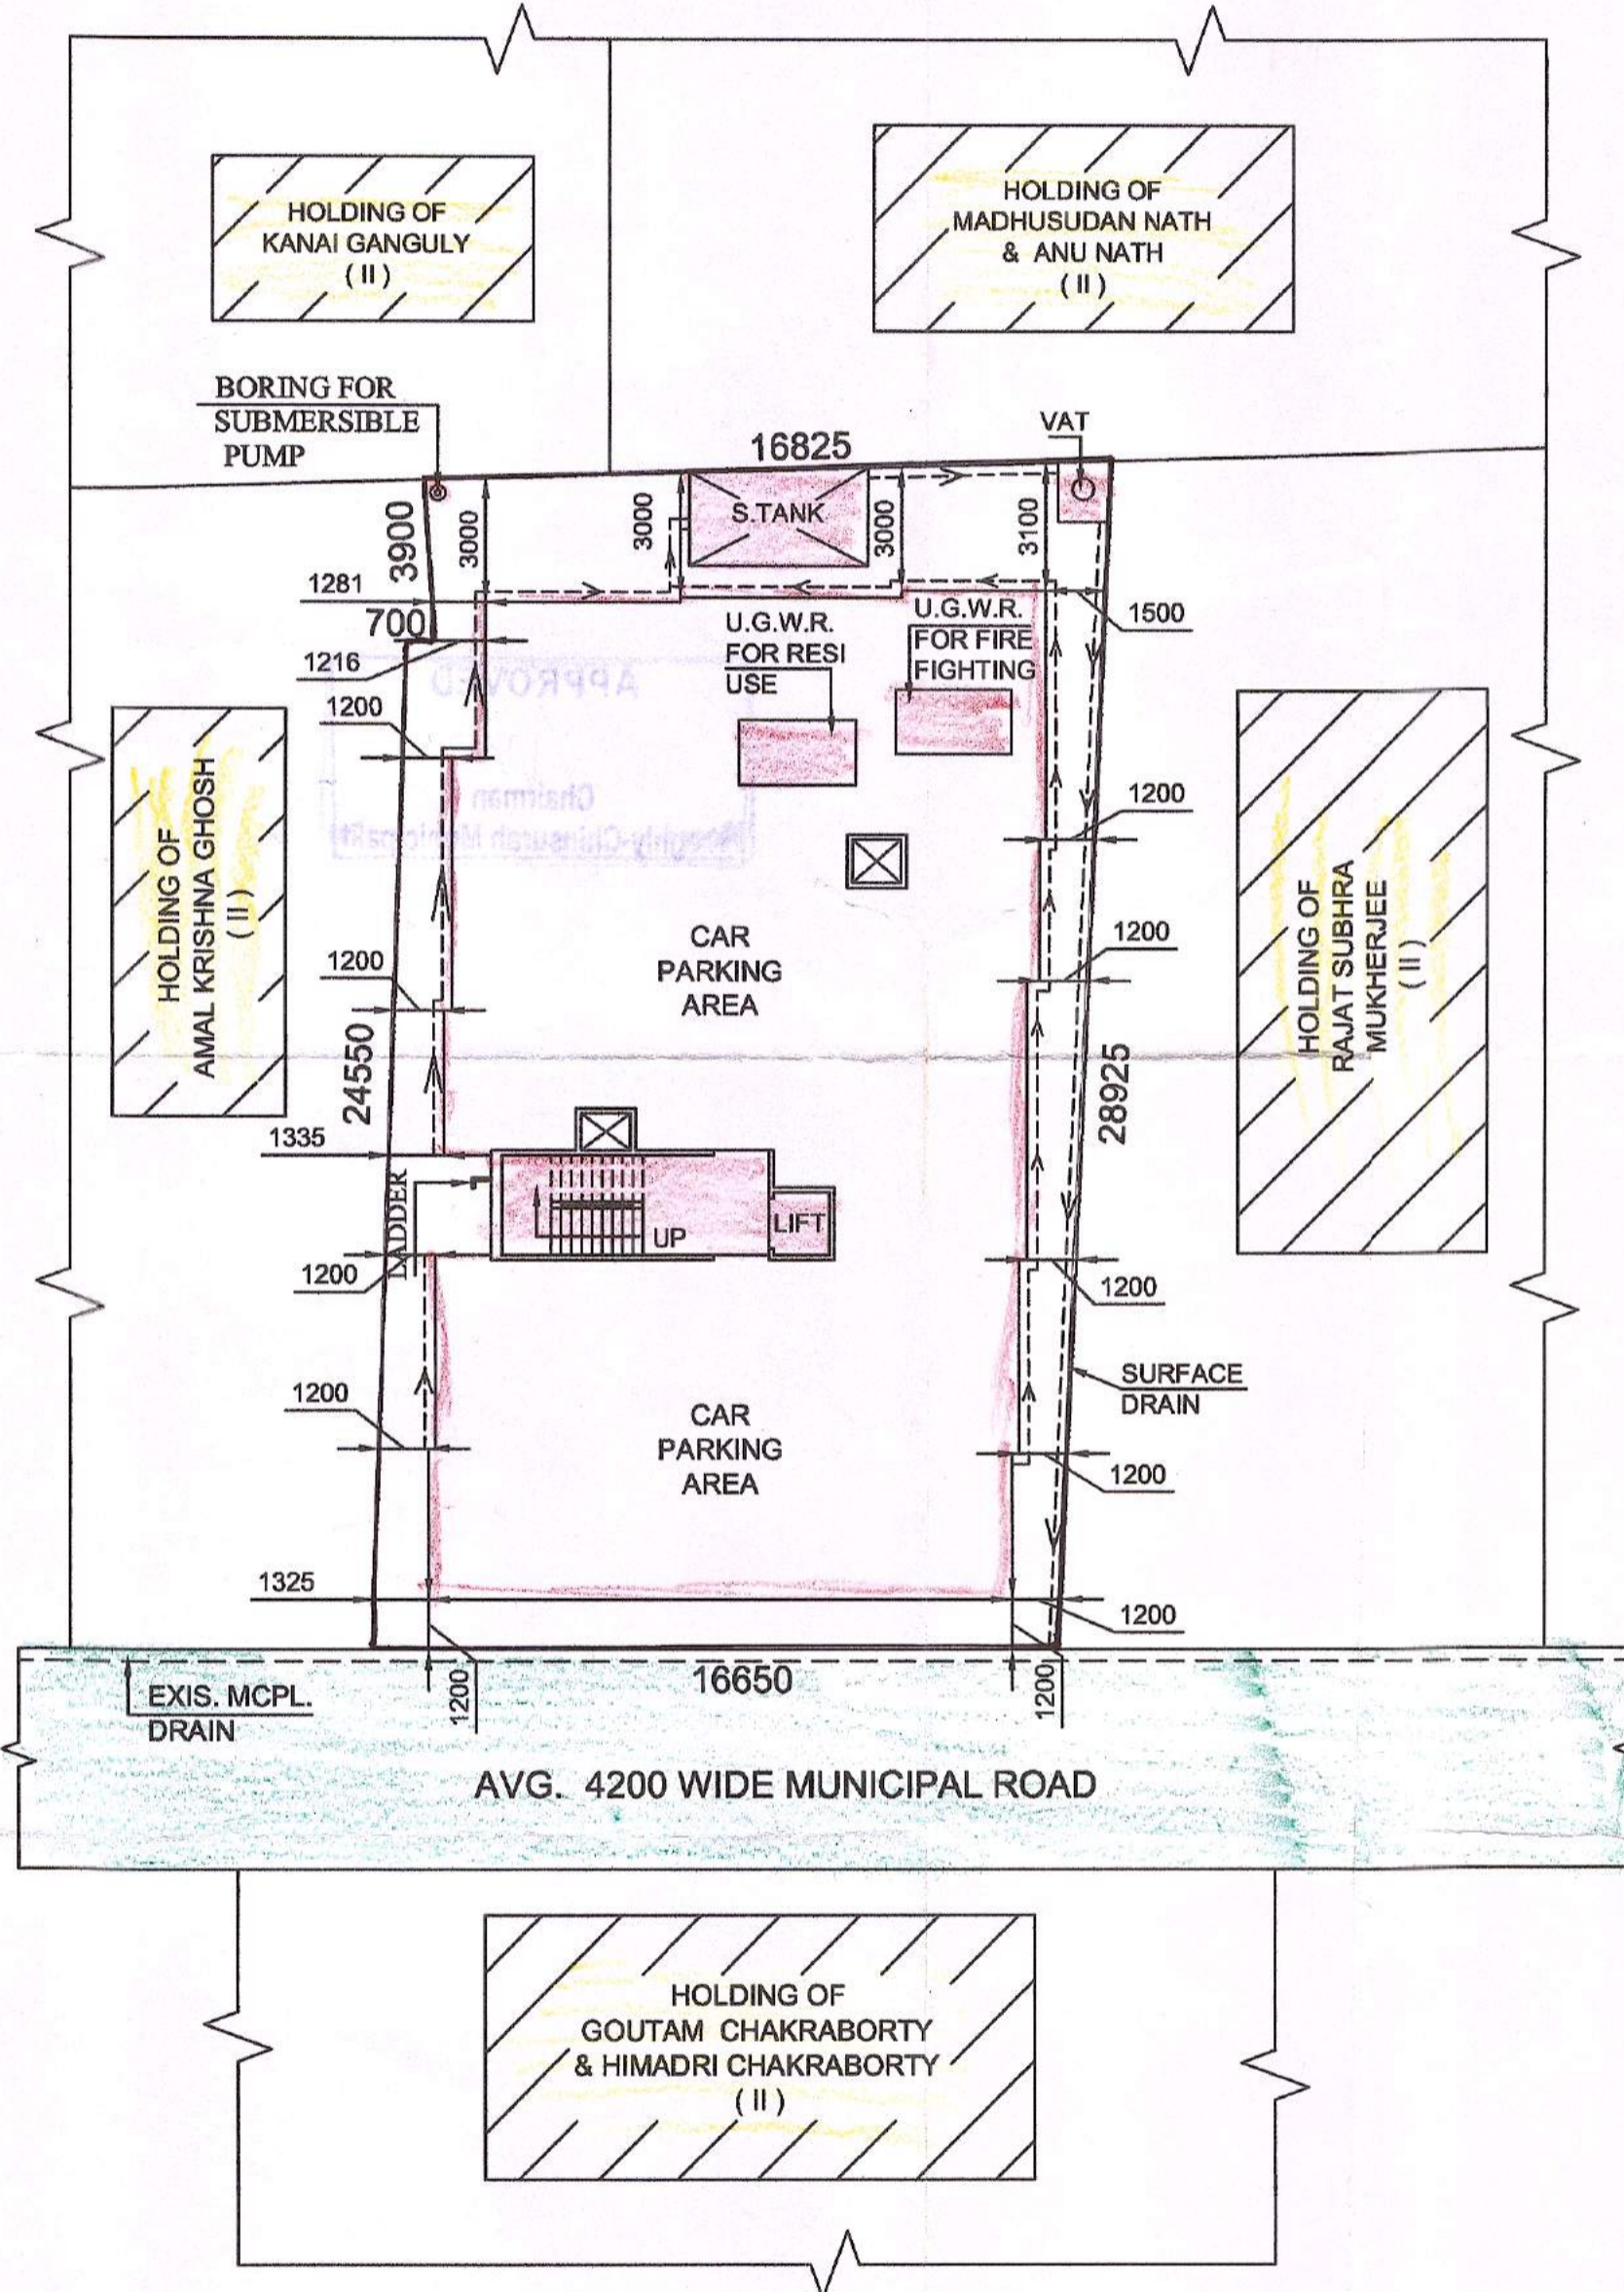 HOLDING OF
KANAI GANGULY
( II )
HOLDING OF
MADHUSUDAN NATH
& ANU NATH
( II )
BORING FOR
SUBMERSIBLE
PUMP
VAT
16825
3900
3000
3000
S.TANK
3000
3100
1281
700
1216
1200
1500
U.G.W.R.
FOR RESI
USE
U.G.W.R.
FOR FIRE
FIGHTING
APPROVED
Chairman
HOLDING OF
AMAL KRISHNA GHOSH
( II )
1200
HOLDING OF
RAJAT SUBHRA
MUKHERJEE
( II )
CAR
PARKING
AREA
1200
1200
24550
28925
1335
LADDER
UP
LIFT
1200
1200
SURFACE
DRAIN
1200
CAR
PARKING
AREA
1200
1325
1200
EXIS. MCPL.
DRAIN
1200
16650
1200
AVG. 4200 WIDE MUNICIPAL ROAD
HOLDING OF
GOUTAM CHAKRABORTY
& HIMADRI CHAKRABORTY
( II )